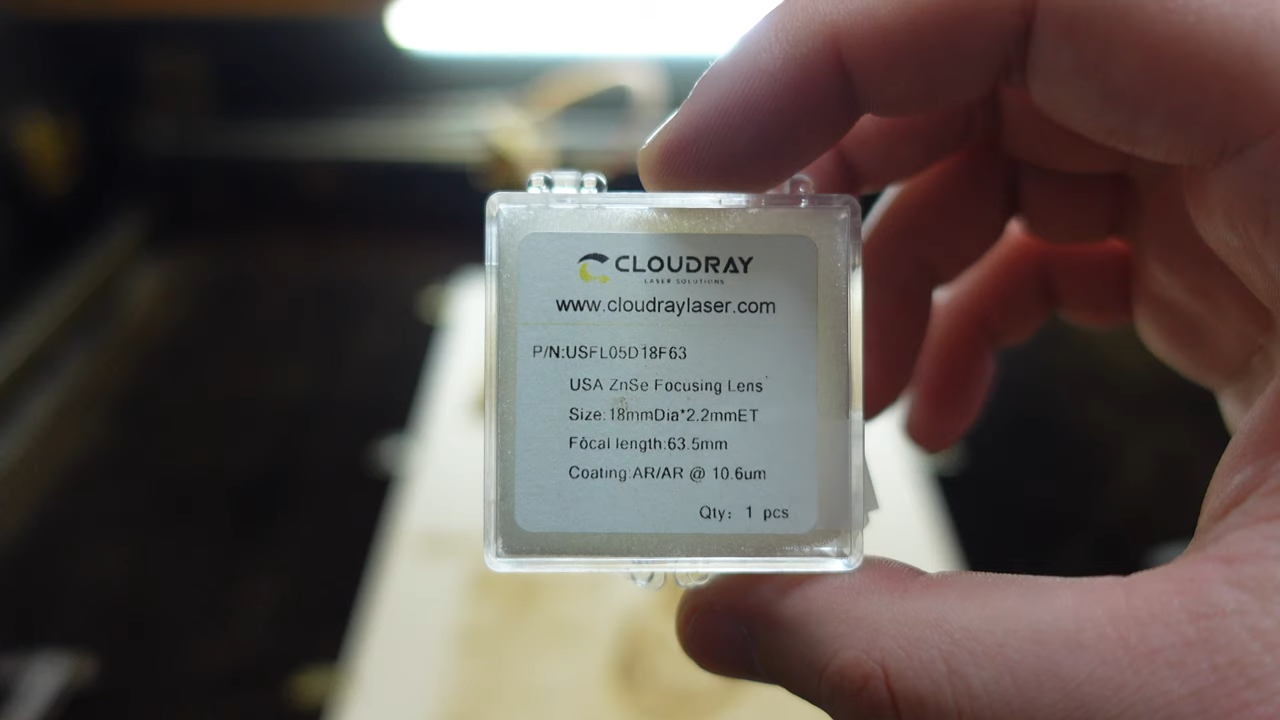 CLOUDRAY
LASER SOLUTIONS
www.cloudraylaser.com
P/N:USFL05D18F63
USA ZnSe Focusing Lens
Size:18mmDia*2.2mmET
Focal length:63.5mm
Coating:AR/AR @ 10.6um
Qty: 1 pcs